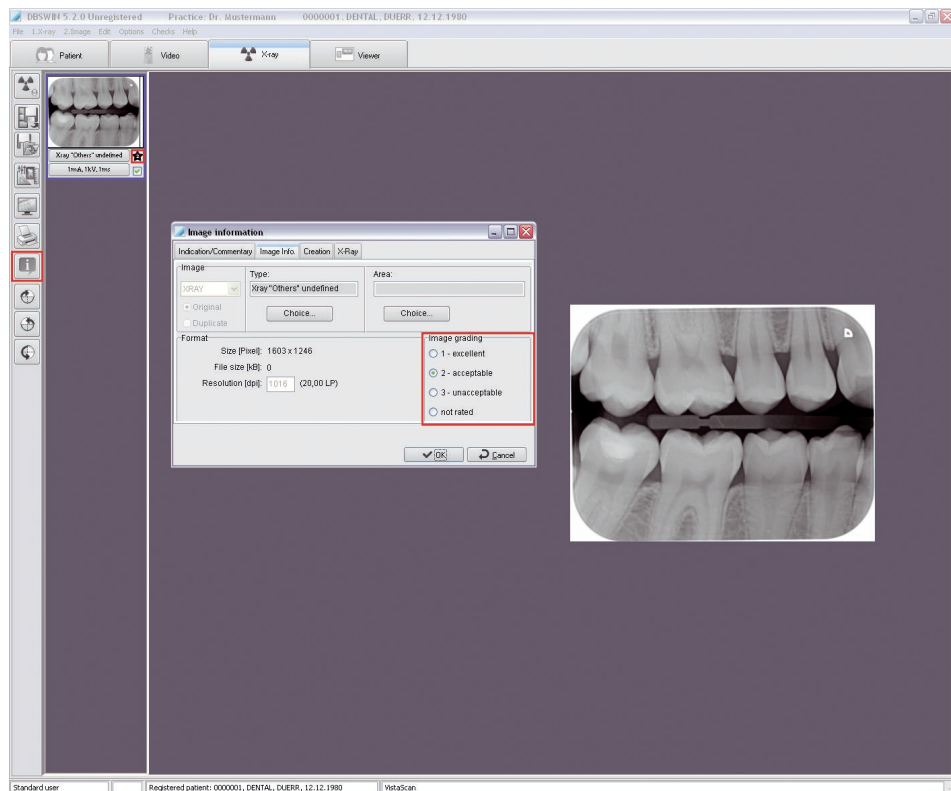 DBSWIN 5.2.0 Unregistered Practice: Dr. Mustermann 0000001, DENTAL, DUERR, 12.12.1980
File 1.X-ray 2.Image Edit Options Checks Help
Patient Video X-ray Viewer
Xray "Others" undefined
1mA, 1kV, 1ms
Image information
Indication/Commentary Image Info. Creation X-Ray
Image
XRAY
Original
Duplicate
Type:
Xray "Others" undefined
Choice...
Area:
Choice...
Format
Size [Pixel]: 1603 x 1246
File size [kB]: 0
Resolution [dpi]: 1016 (20,00 LP)
Image grading
1 - excellent
2 - acceptable
3 - unacceptable
not rated
OK Cancel
Standard user Registered patient: 0000001, DENTAL, DUERR, 12.12.1980 VistaScan